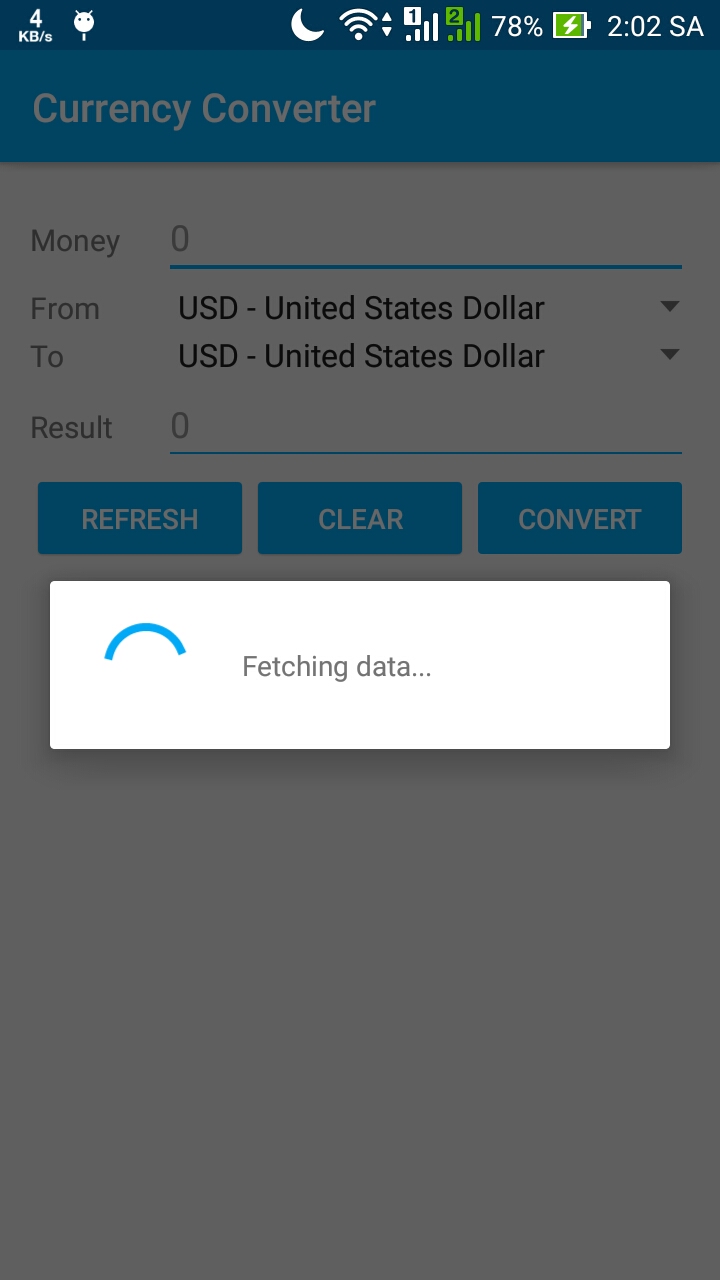 4
KB/s
1
2
78%
2:02 SA
Currency Converter
Money
0
From
USD - United States Dollar
To
USD - United States Dollar
Result
0
REFRESH
CLEAR
CONVERT
Fetching data...